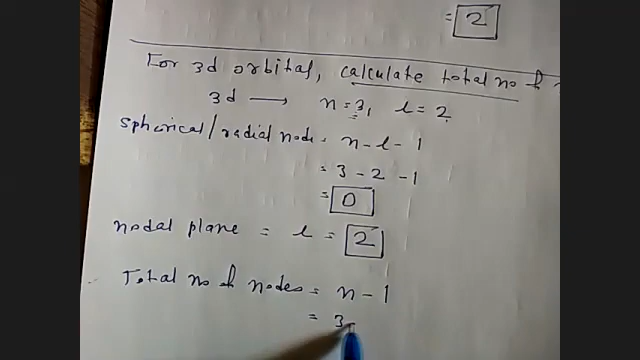 = 2
For 3d orbital, calculate total no of
3d → n = 3, l = 2
Spherical/radial node = n - l - 1
= 3 - 2 - 1
= 0
nodal plane = l = 2
Total no of nodes = n - 1
= 3